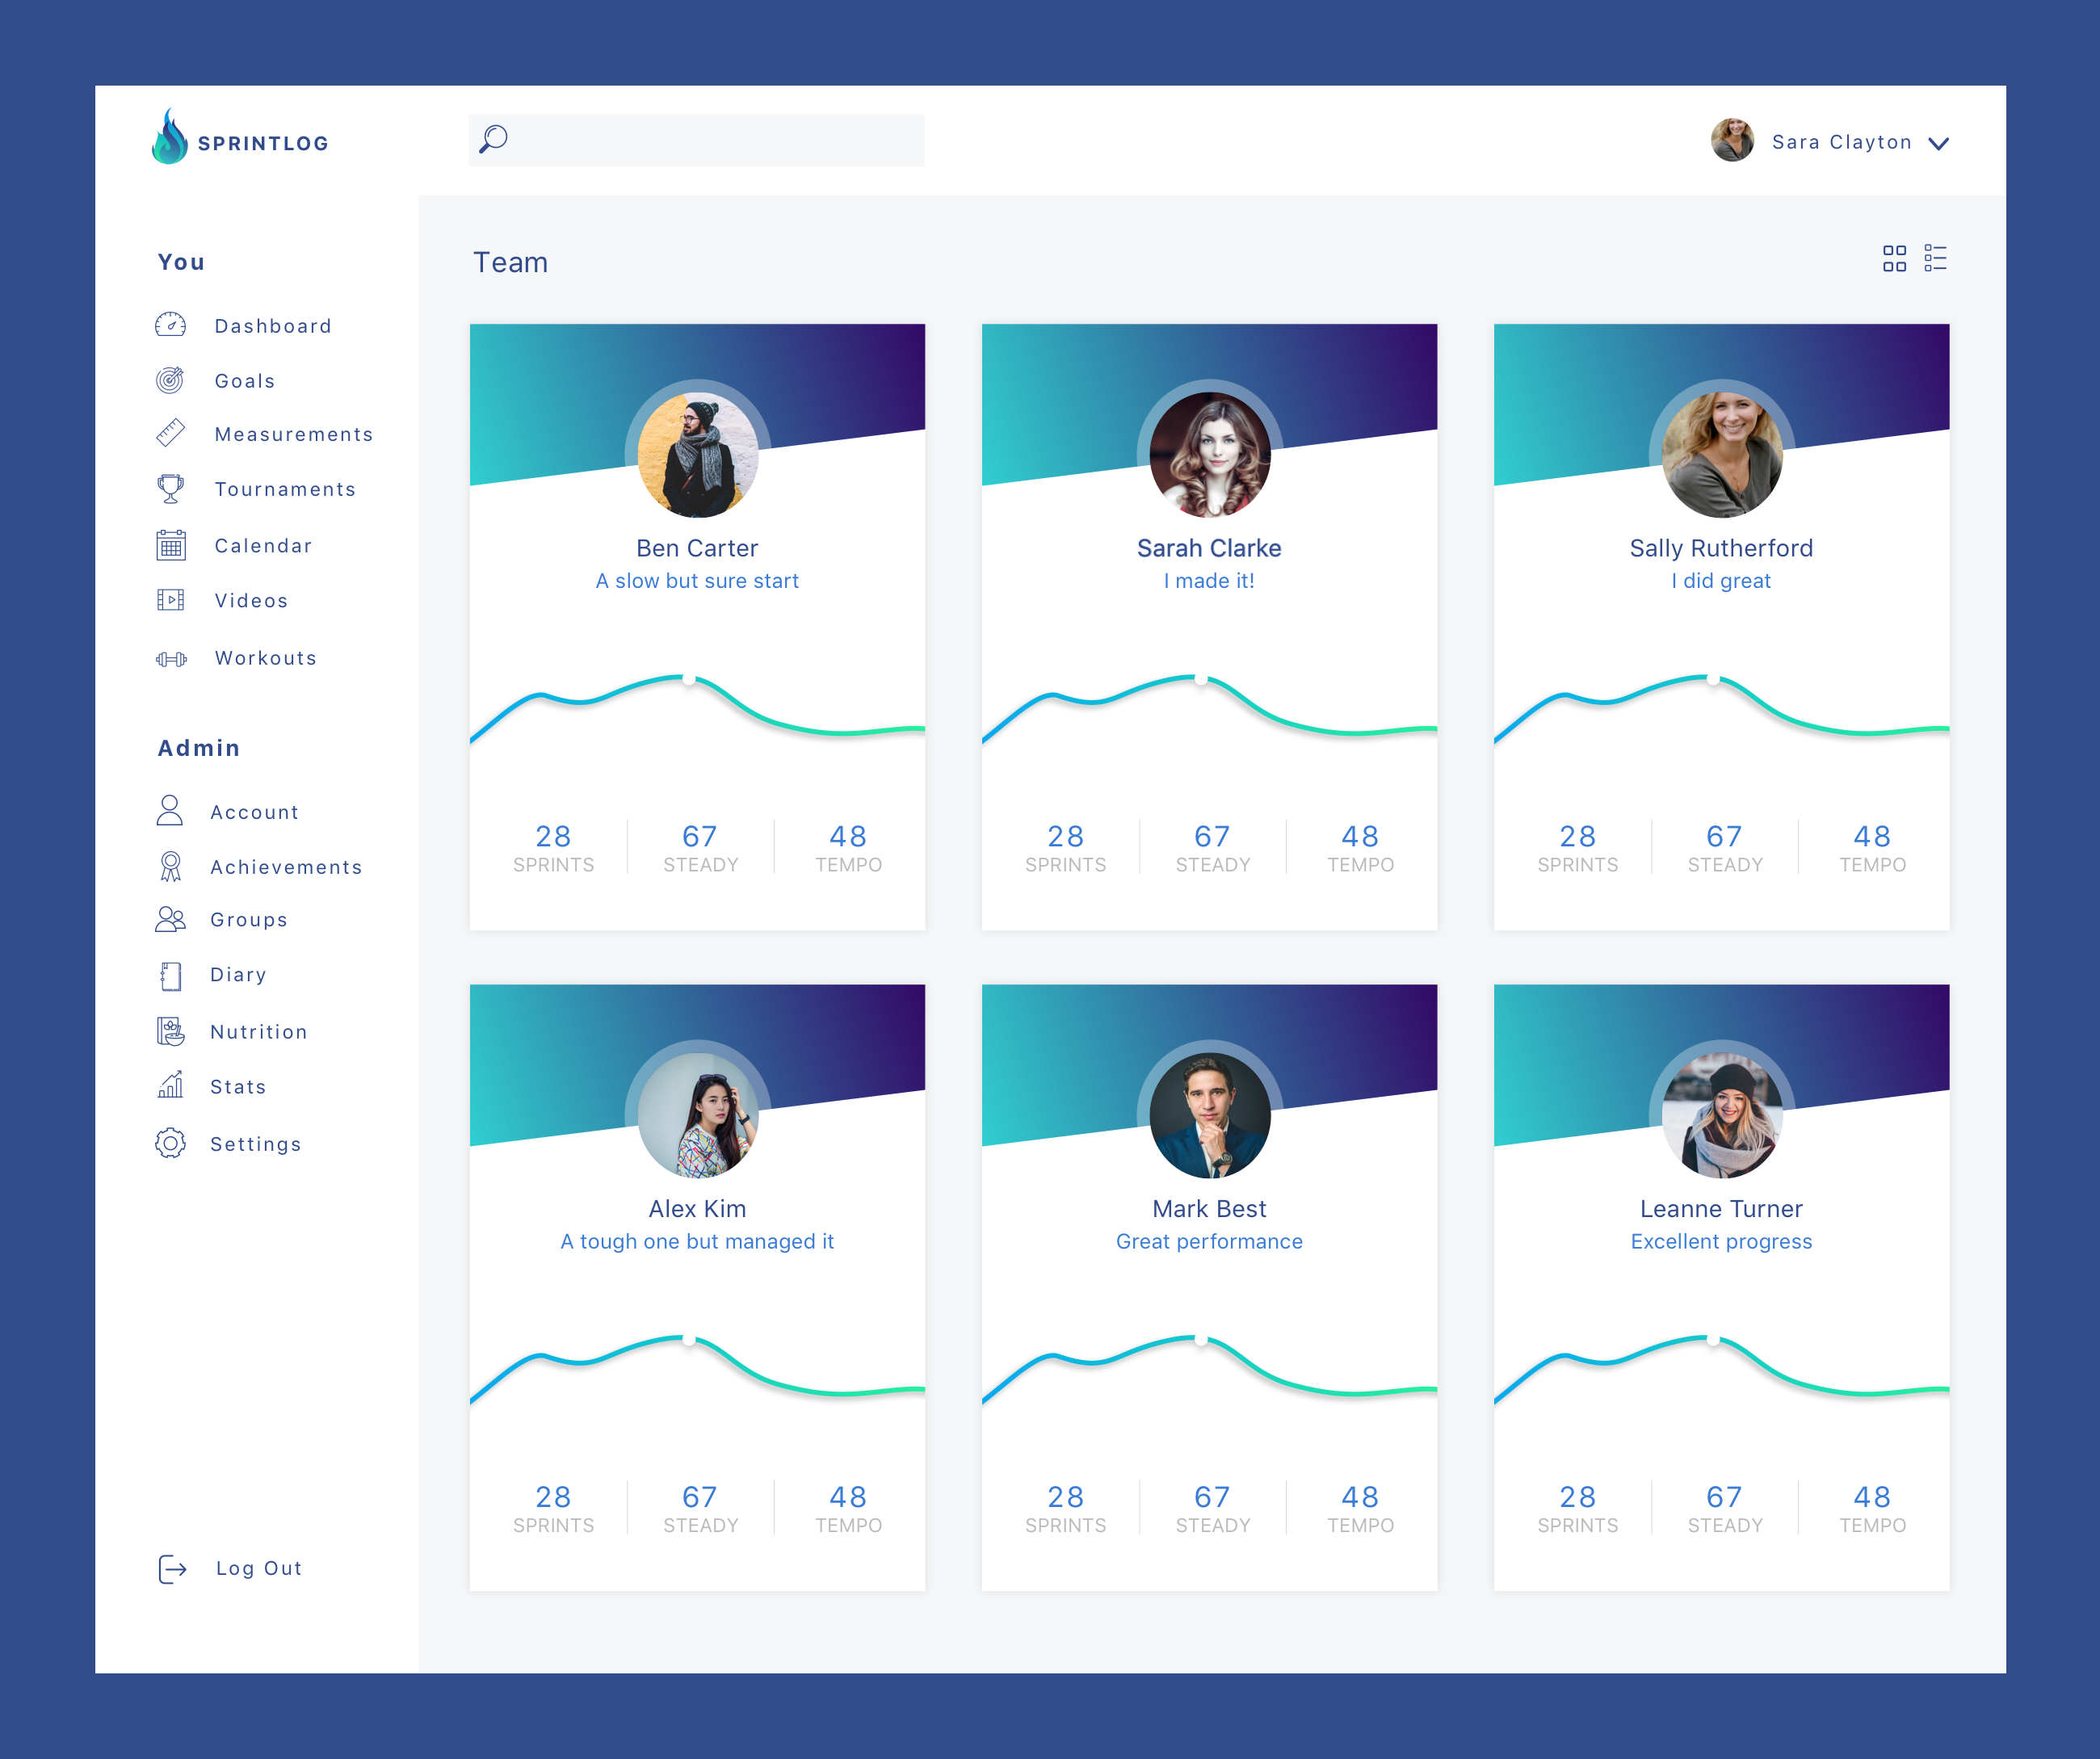 SPRINTLOG
Sara Clayton
You
Dashboard
Goals
Measurements
Tournaments
Calendar
Videos
Workouts
Admin
Account
Achievements
Groups
Diary
Nutrition
Stats
Settings
Log Out
Team
Ben Carter
A slow but sure start
28 67 48
SPRINTS STEADY TEMPO
Sarah Clarke
I made it!
28 67 48
SPRINTS STEADY TEMPO
Sally Rutherford
I did great
28 67 48
SPRINTS STEADY TEMPO
Alex Kim
A tough one but managed it
28 67 48
SPRINTS STEADY TEMPO
Mark Best
Great performance
28 67 48
SPRINTS STEADY TEMPO
Leanne Turner
Excellent progress
28 67 48
SPRINTS STEADY TEMPO